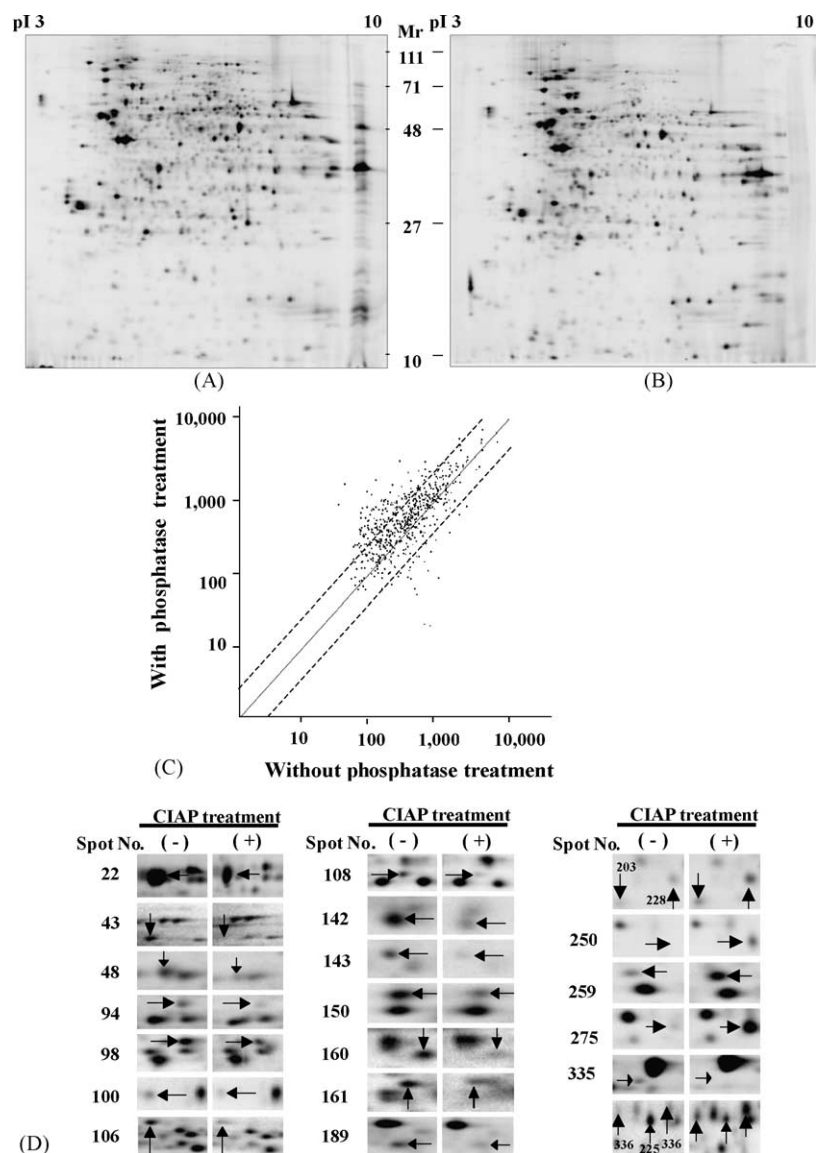 pI 3 10 pI 3 10
Mr
111
71
48
27
10
(A) (B)
10,000
1,000
100
10
With phosphatase treatment
10 100 1,000 10,000
(C) Without phosphatase treatment
CIAP treatment CIAP treatment CIAP treatment
Spot No. (-) (+) Spot No. (-) (+) Spot No. (-) (+)
22 108 203 228
43 142 250
48 143 259
94 150 275
98 160 335
100 161 336 225 336
106 189
(D)